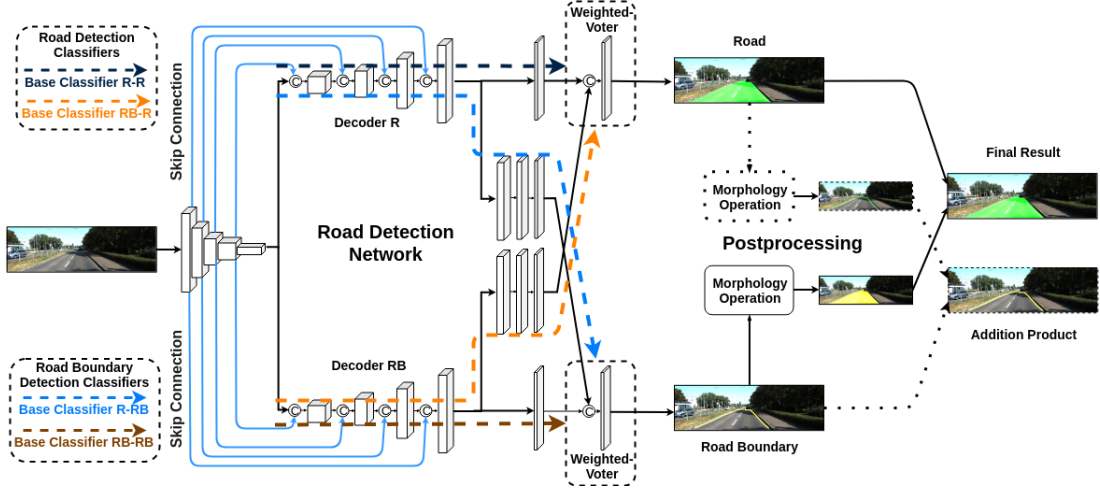 Road Detection
Classifiers
Base Classifier R-R
Base Classifier RB-R
Skip Connection
C
C
C
C
Decoder R
Weighted-
Voter
C
Road
Morphology
Operation
Final Result
Road Detection
Network
Postprocessing
Morphology
Operation
Addition Product
Road Boundary
Detection Classifiers
Base Classifier R-RB
Base Classifier RB-RB
Skip Connection
Decoder RB
C
C
C
C
C
Weighted-
Voter
Road Boundary